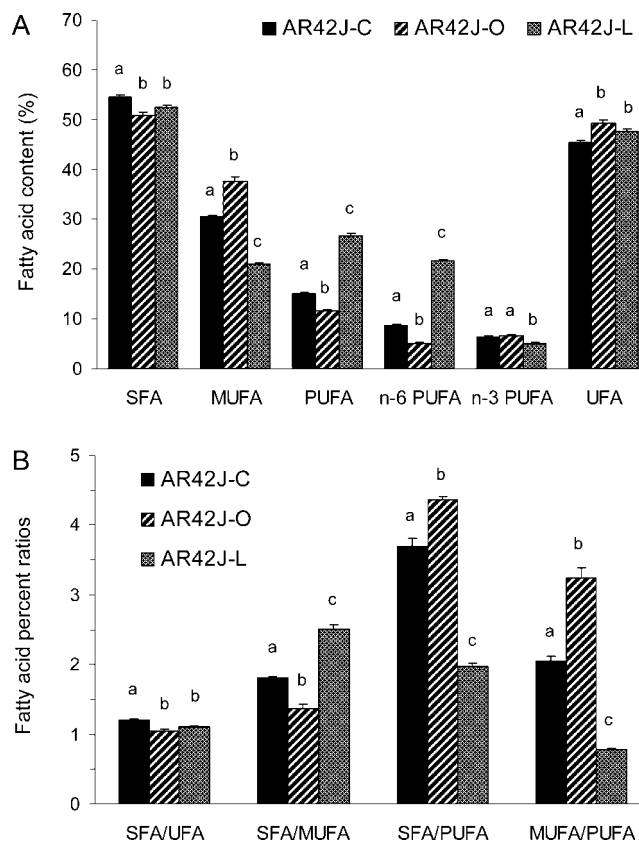 A
AR42J-C AR42J-O AR42J-L
Fatty acid content (%)
70
60
50
40
30
20
10
0
a b b
a b c
a b c
a b c
a a b
a b b
SFA MUFA PUFA n-6 PUFA n-3 PUFA UFA
B
AR42J-C
AR42J-O
AR42J-L
Fatty acid percent ratios
5
4
3
2
1
0
a b b
a b c
a b c
a b c
SFA/UFA SFA/MUFA SFA/PUFA MUFA/PUFA